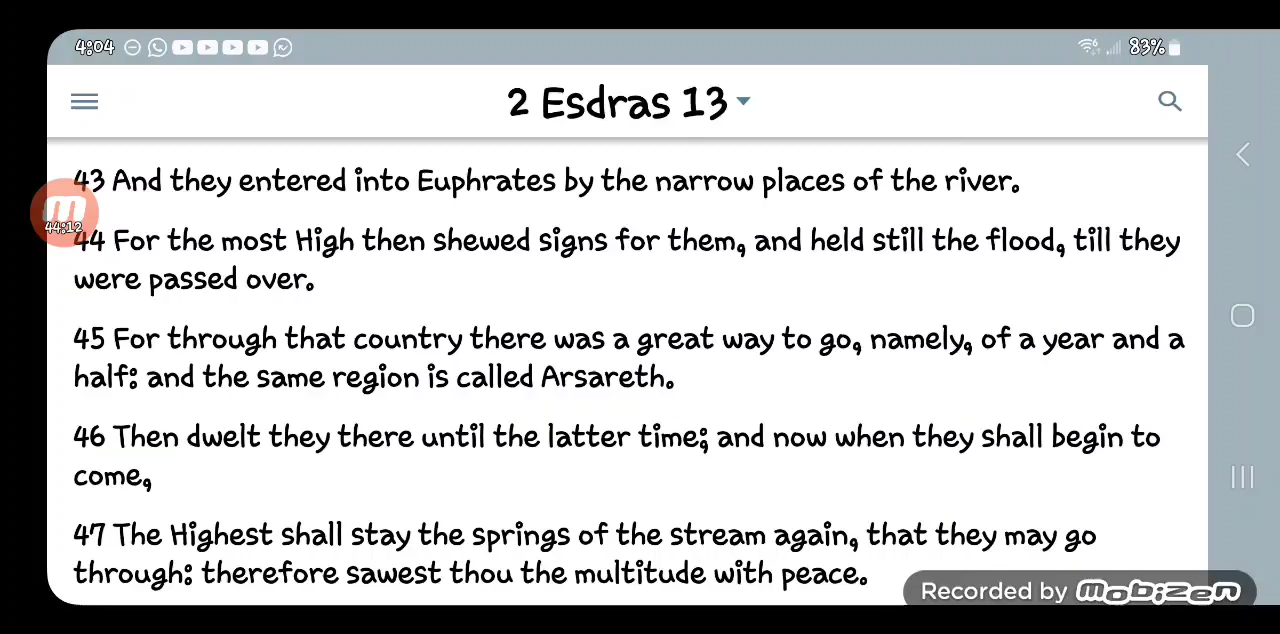 4:04
83%
2 Esdras 13
43 And they entered into Euphrates by the narrow places of the river.
44:12
44 For the most High then shewed signs for them, and held still the flood, till they
were passed over.
45 For through that country there was a great way to go, namely, of a year and a
half: and the same region is called Arsareth.
46 Then dwelt they there until the latter time; and now when they shall begin to
come,
47 The Highest shall stay the springs of the stream again, that they may go
through: therefore sawest thou the multitude with peace.
Recorded by mobizen